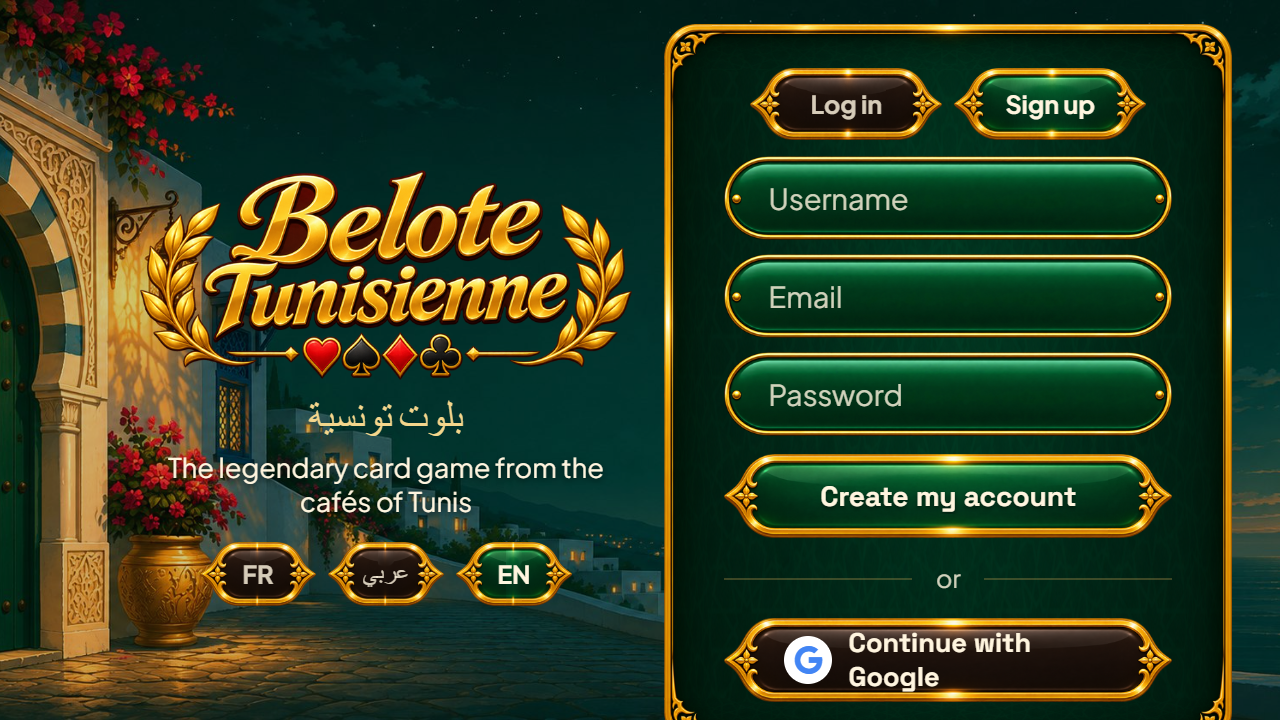 Belote
Tunisienne
بلوت تونسية
The legendary card game from the
cafés of Tunis
FR
عربي
EN
Log in
Sign up
Username
Email
Password
Create my account
or
G
Continue with
Google